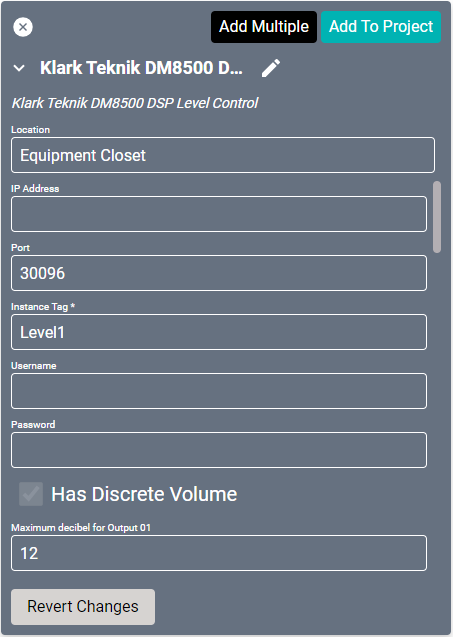 Add Multiple
Add To Project
Klark Teknik DM8500 D...
Klark Teknik DM8500 DSP Level Control
Location
Equipment Closet
IP Address
Port
30096
Instance Tag *
Level1
Username
Password
Has Discrete Volume
Maximum decibel for Output 01
12
Revert Changes